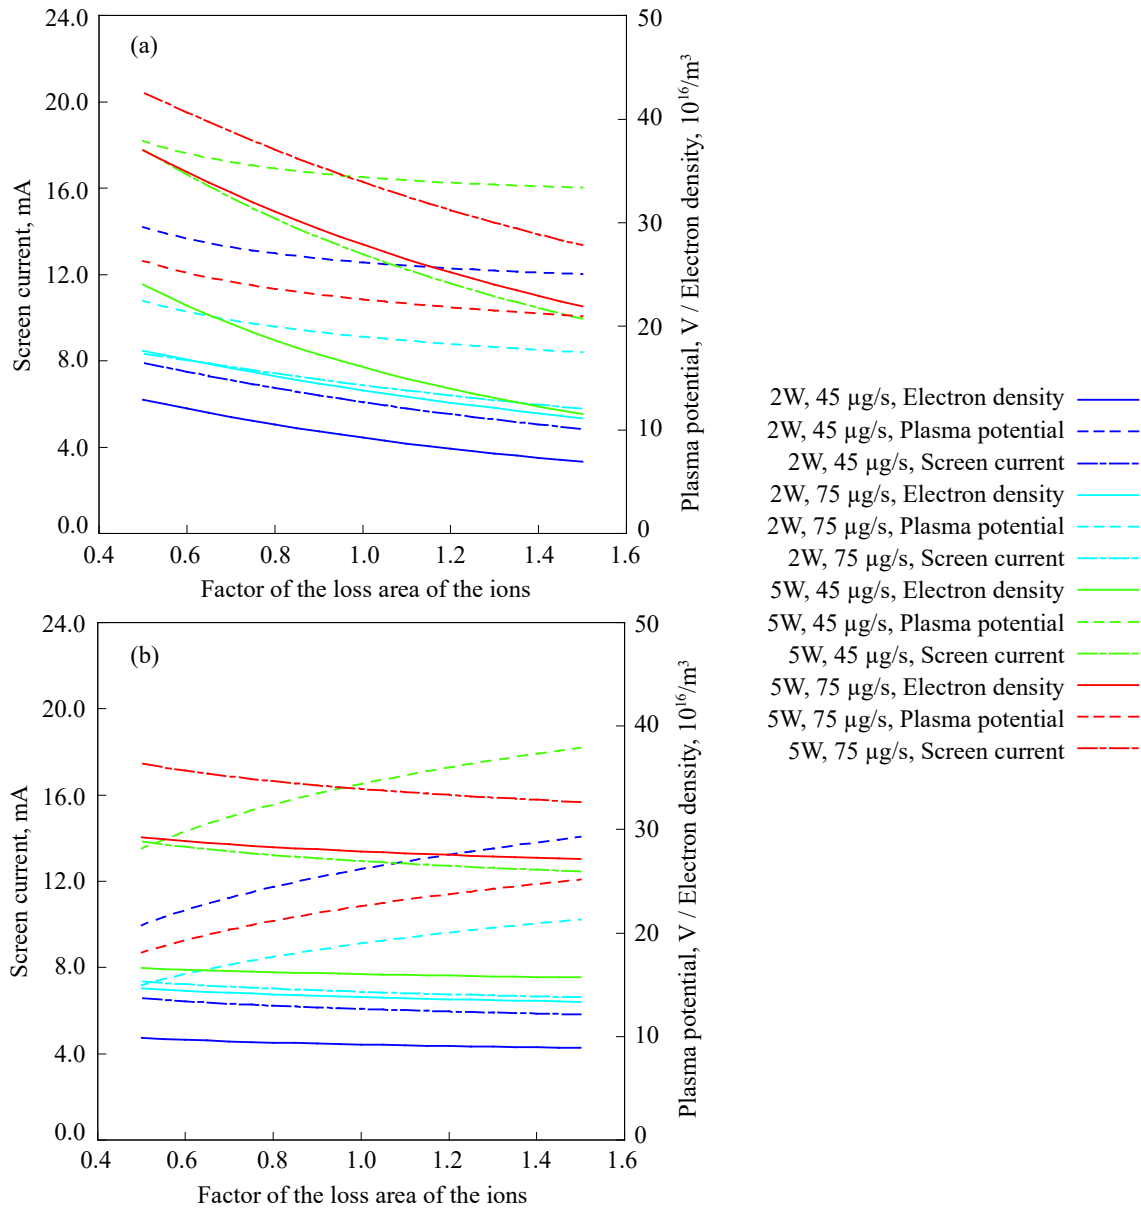 (a)
24.0
20.0
16.0
12.0
8.0
4.0
0.0
Screen current, mA
50
40
30
20
10
0
Plasma potential, V / Electron density, 10¹⁶/m³
0.4 0.6 0.8 1.0 1.2 1.4 1.6
Factor of the loss area of the ions
2W, 45 µg/s, Electron density
2W, 45 µg/s, Plasma potential
2W, 45 µg/s, Screen current
2W, 75 µg/s, Electron density
2W, 75 µg/s, Plasma potential
2W, 75 µg/s, Screen current
5W, 45 µg/s, Electron density
5W, 45 µg/s, Plasma potential
5W, 45 µg/s, Screen current
5W, 75 µg/s, Electron density
5W, 75 µg/s, Plasma potential
5W, 75 µg/s, Screen current
(b)
24.0
20.0
16.0
12.0
8.0
4.0
0.0
Screen current, mA
50
40
30
20
10
0
Plasma potential, V / Electron density, 10¹⁶/m³
0.4 0.6 0.8 1.0 1.2 1.4 1.6
Factor of the loss area of the ions